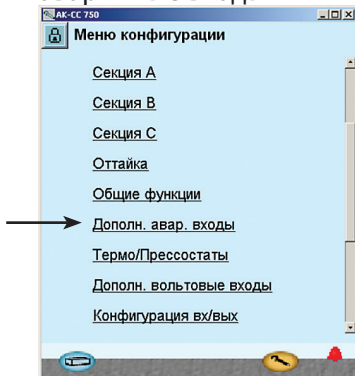 AK-CC 750
Меню конфигурации
Секция A
Секция B
Секция C
Оттайка
Общие функции
Дополн. авар. входы
Термо/Прессостаты
Дополн. вольтовые входы
Конфигурация вх/вых